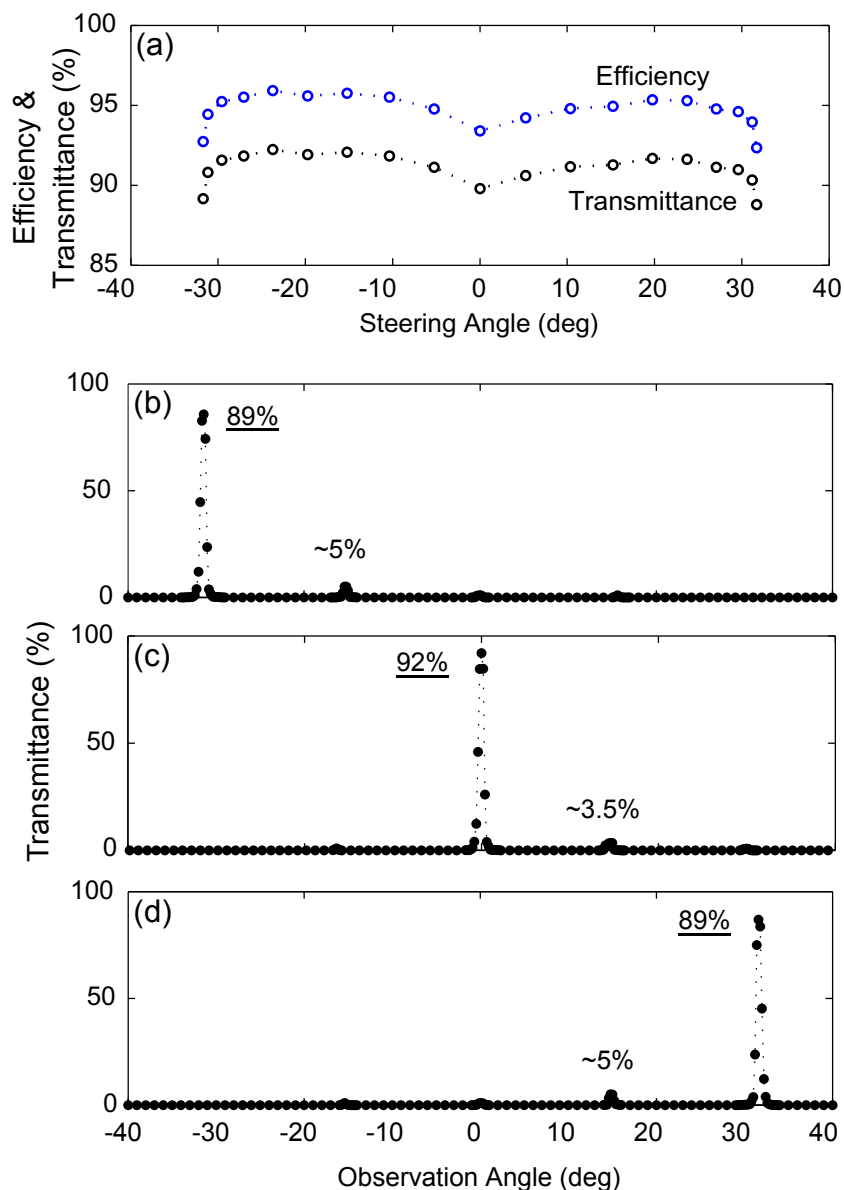 100
(a)
Efficiency
95
90
Transmittance
85
Efficiency &
Transmittance (%)
-40 -30 -20 -10 0 10 20 30 40
Steering Angle (deg)
100
(b)
89%
50
~5%
0
100
(c)
92%
50
~3.5%
0
Transmittance (%)
100
(d)
89%
50
~5%
0
-40 -30 -20 -10 0 10 20 30 40
Observation Angle (deg)